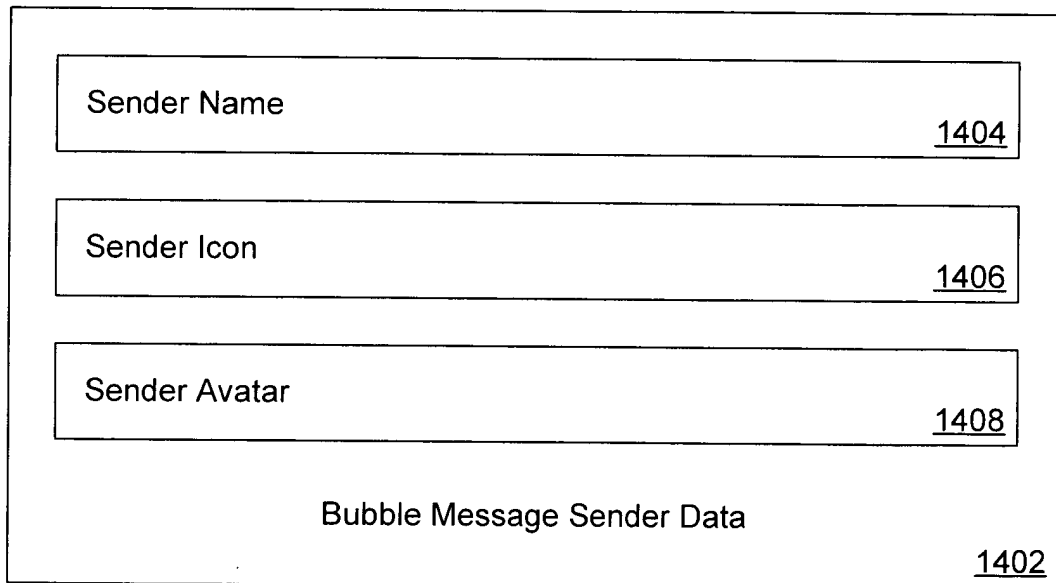 Sender Name
1404
Sender Icon
1406
Sender Avatar
1408
Bubble Message Sender Data
1402